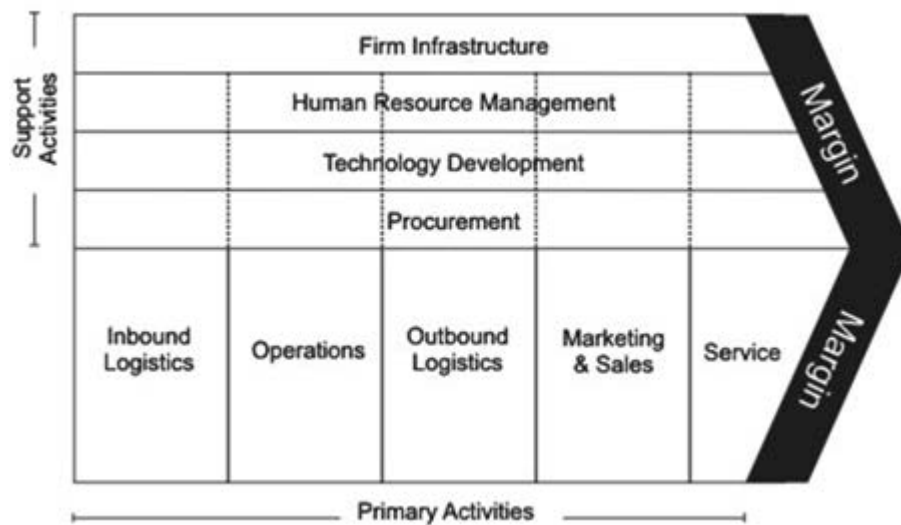 Support
Activities
Firm Infrastructure
Human Resource Management
Technology Development
Procurement
Inbound
Logistics
Operations
Outbound
Logistics
Marketing
& Sales
Service
Margin
Margin
Primary Activities